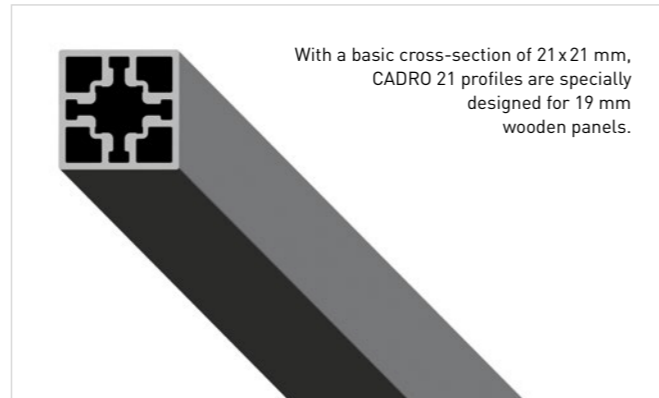 With a basic cross-section of 21 x 21 mm,
CADRO 21 profiles are specially
designed for 19 mm
wooden panels.